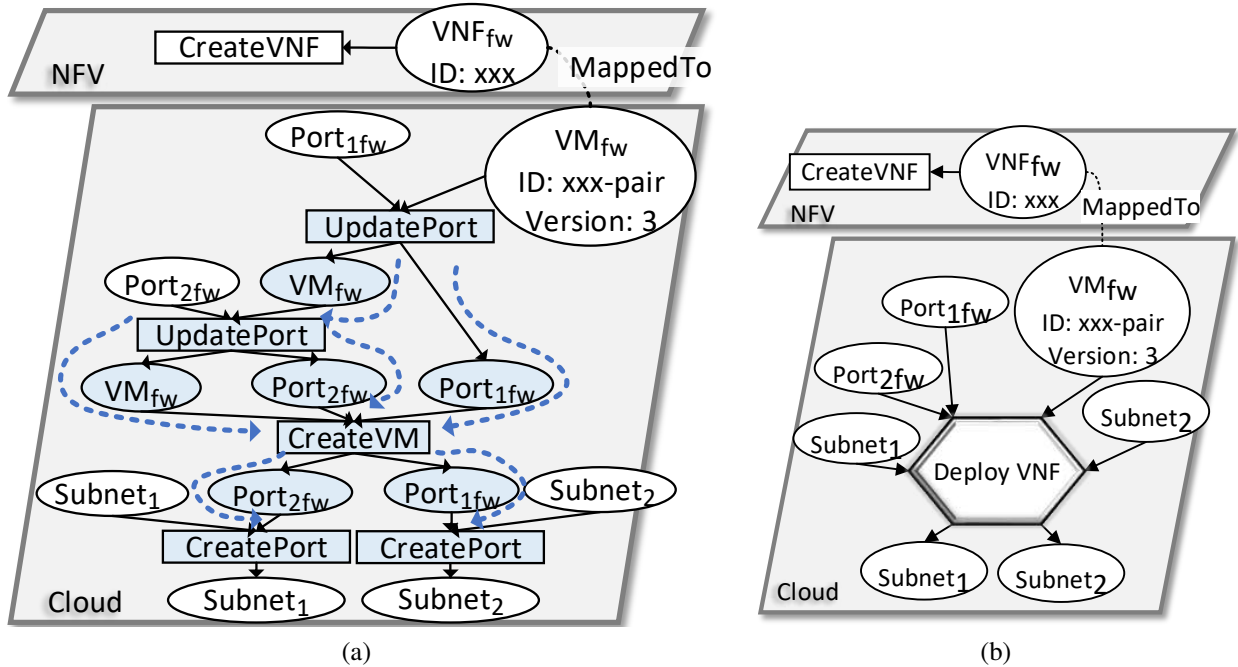 CreateVNF
VNFfw
ID: xxx
NFV
MappedTo
Port1fw
VMfw
ID: xxx-pair
Version: 3
UpdatePort
Port2fw
VMfw
UpdatePort
VMfw
Port2fw
Port1fw
CreateVM
Subnet1
Port2fw
Port1fw
Subnet2
CreatePort
CreatePort
Cloud
Subnet1
Subnet2
(a)
CreateVNF
VNFfw
ID: xxx
NFV
MappedTo
Port1fw
VMfw
ID: xxx-pair
Version: 3
Port2fw
Subnet1
Subnet2
Deploy VNF
Subnet1
Subnet2
Cloud
(b)